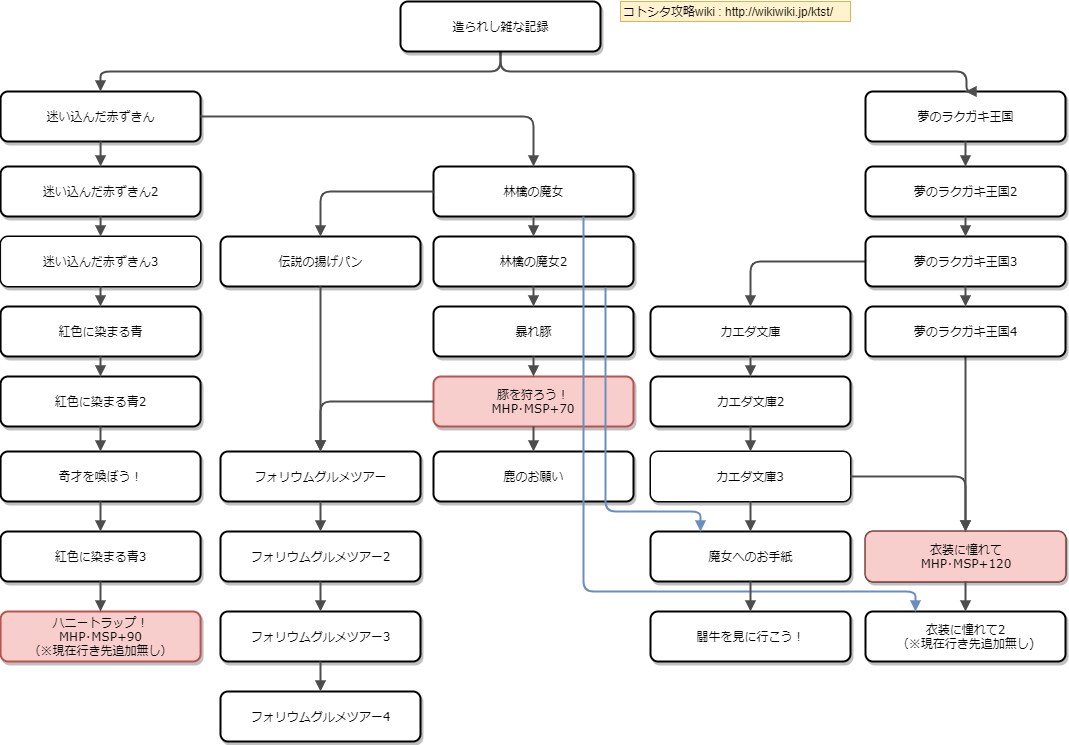 造られし雑な記録
コトシタ攻略wiki : http://wikiwiki.jp/ktst/
迷い込んだ赤ずきん
夢のラクガキ王国
迷い込んだ赤ずきん2
林檎の魔女
夢のラクガキ王国2
迷い込んだ赤ずきん3
伝説の揚げパン
林檎の魔女2
夢のラクガキ王国3
紅色に染まる青
暴れ豚
カエダ文庫
夢のラクガキ王国4
紅色に染まる青2
豚を狩ろう！
MHP･MSP+70
カエダ文庫2
奇才を喚ぼう！
フォリウムグルメツアー
鹿のお願い
カエダ文庫3
紅色に染まる青3
フォリウムグルメツアー2
魔女へのお手紙
衣装に憧れて
MHP･MSP+120
ハニートラップ！
MHP･MSP+90
（※現在行き先追加無し）
フォリウムグルメツアー3
闘牛を見に行こう！
衣装に憧れて2
（※現在行き先追加無し）
フォリウムグルメツアー4